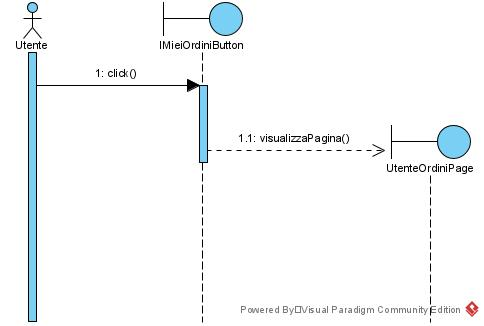 Utente
IMieiOrdiniButton
1: click()
1.1: visualizzaPagina()
UtenteOrdiniPage
Powered By Visual Paradigm Community Edition